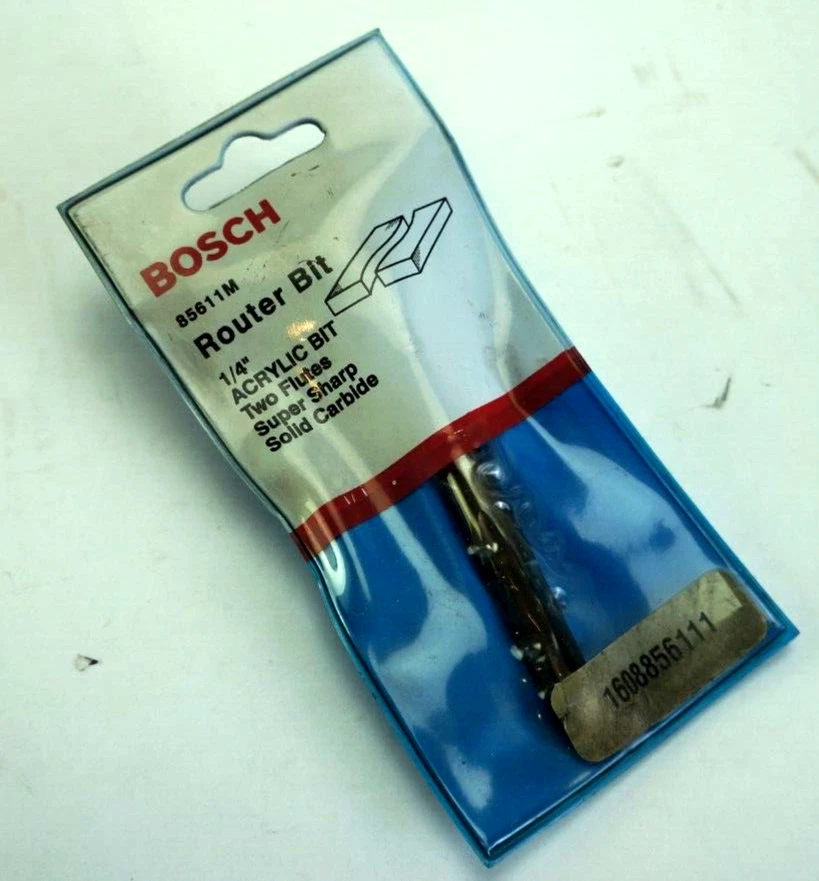 BOSCH
85611M
Router Bit
1/4"
ACRYLIC BIT
Two Flutes
Super Sharp
Solid Carbide
1608856111